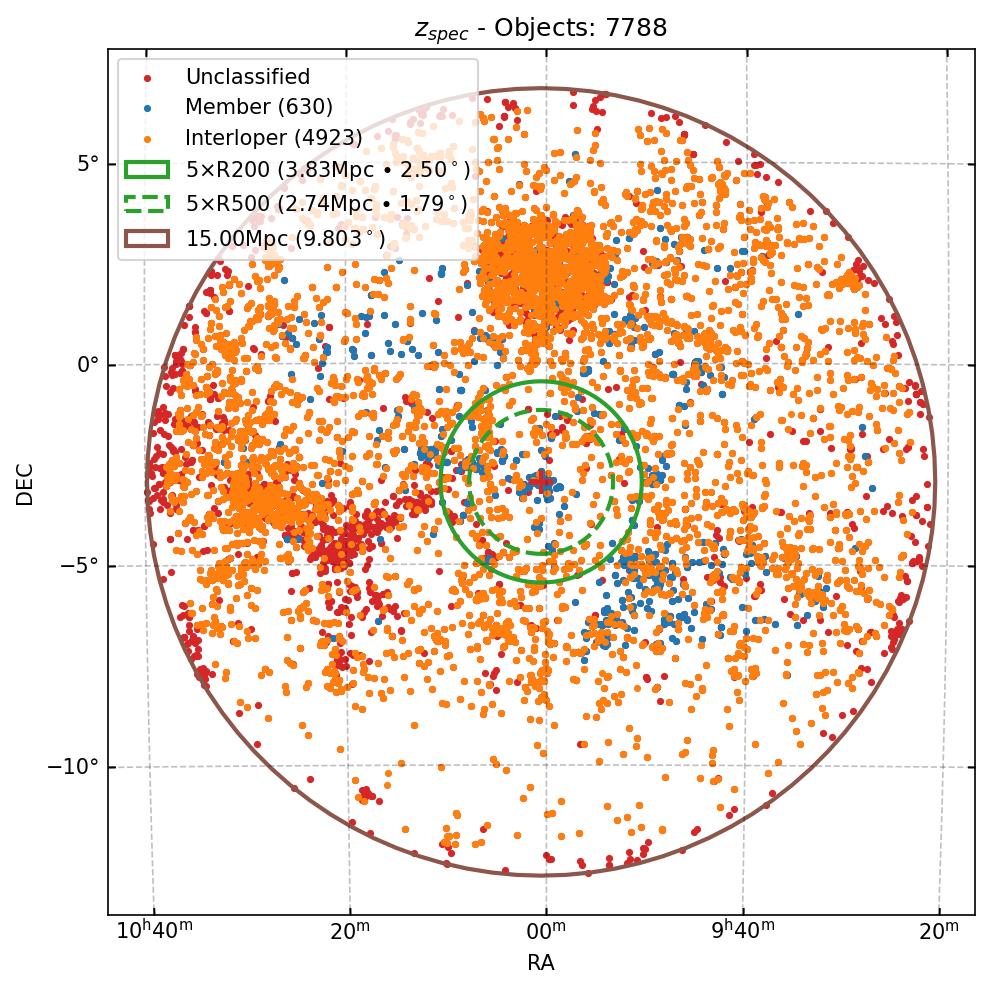 z_spec - Objects: 7788
Unclassified
Member (630)
Interloper (4923)
5×R200 (3.83Mpc • 2.50°)
5×R500 (2.74Mpc • 1.79°)
15.00Mpc (9.803°)
5°
0°
−5°
−10°
DEC
10ʰ40ᵐ
20ᵐ
00ᵐ
9ʰ40ᵐ
20ᵐ
RA